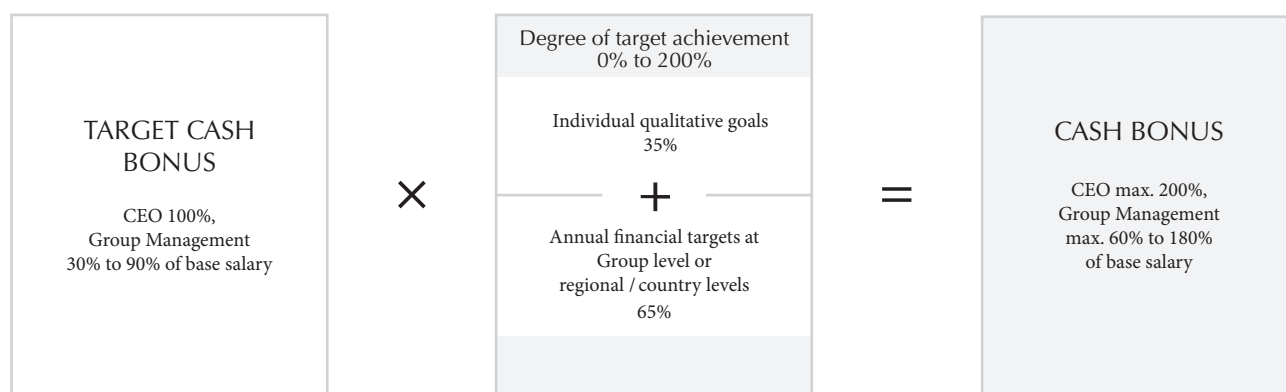 TARGET CASH
BONUS
CEO 100%,
Group Management
30% to 90% of base salary
×
Degree of target achievement
0% to 200%
Individual qualitative goals
35%
+
Annual financial targets at
Group level or
regional / country levels
65%
=
CASH BONUS
CEO max. 200%,
Group Management
max. 60% to 180%
of base salary